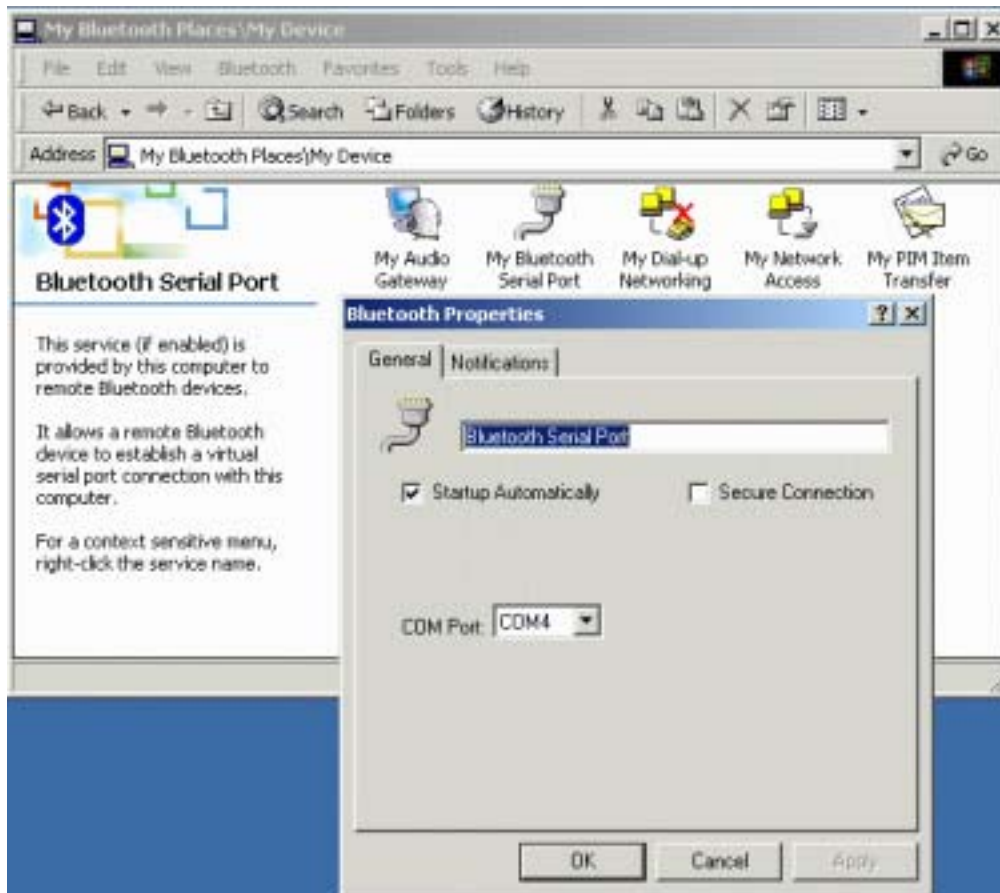 My Bluetooth Places\My Device
File Edit View Bluetooth Favorites Tools Help
Back Search Folders History
Address My Bluetooth Places\My Device Go
My Audio Gateway
My Bluetooth Serial Port
My Dial-up Networking
My Network Access
My PIM Item Transfer
Bluetooth Serial Port
This service (if enabled) is
provided by this computer to
remote Bluetooth devices.
It allows a remote Bluetooth
device to establish a virtual
serial port connection with this
computer.
For a context sensitive menu,
right-click the service name.
Bluetooth Properties
General Notifications
Bluetooth Serial Port
Startup Automatically Secure Connection
COM Port: COM4
OK Cancel Apply